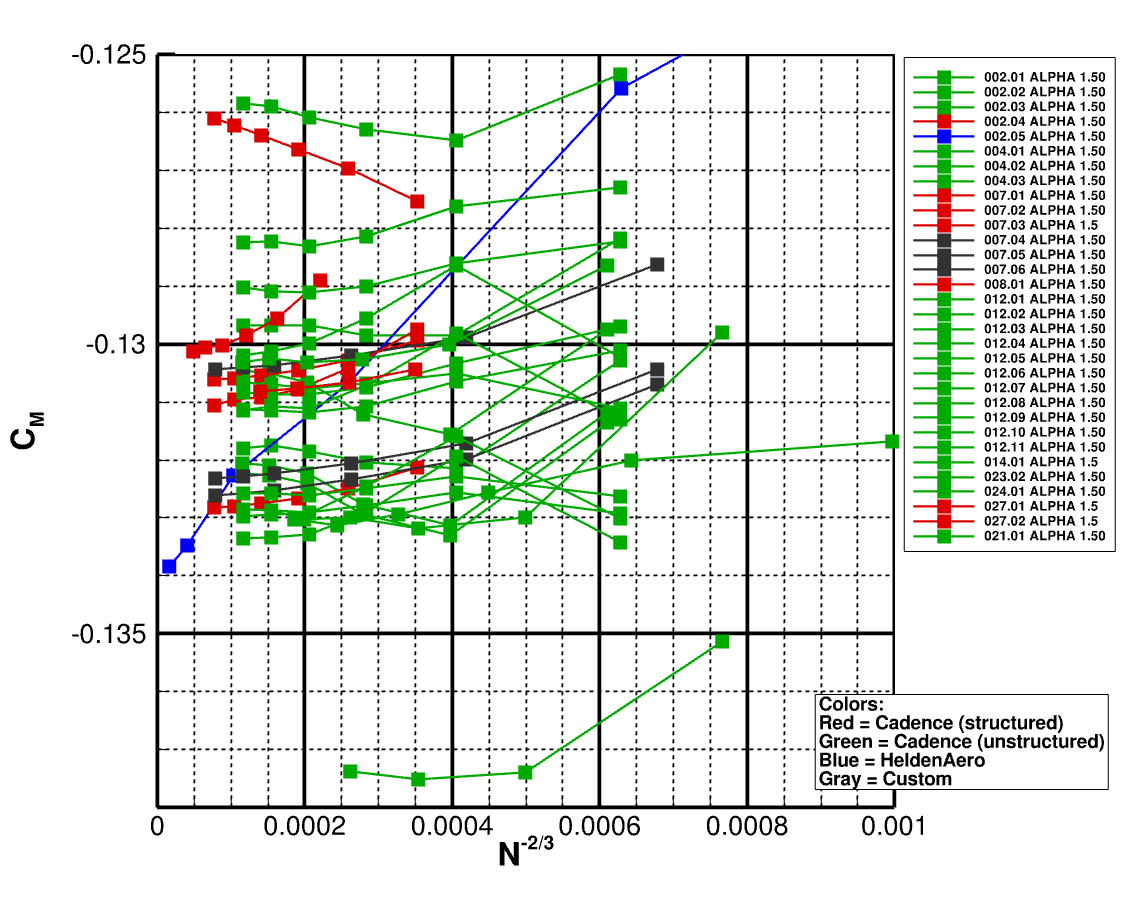 -0.125
-0.13
-0.135
C_M
0
0.0002
0.0004
0.0006
0.0008
0.001
N^-2/3
002.01 ALPHA 1.50
002.02 ALPHA 1.50
002.03 ALPHA 1.50
002.04 ALPHA 1.50
002.05 ALPHA 1.50
004.01 ALPHA 1.50
004.02 ALPHA 1.50
004.03 ALPHA 1.50
007.01 ALPHA 1.50
007.02 ALPHA 1.50
007.03 ALPHA 1.5
007.04 ALPHA 1.50
007.05 ALPHA 1.50
007.06 ALPHA 1.50
008.01 ALPHA 1.50
012.01 ALPHA 1.50
012.02 ALPHA 1.50
012.03 ALPHA 1.50
012.04 ALPHA 1.50
012.05 ALPHA 1.50
012.06 ALPHA 1.50
012.07 ALPHA 1.50
012.08 ALPHA 1.50
012.09 ALPHA 1.50
012.10 ALPHA 1.50
012.11 ALPHA 1.50
014.01 ALPHA 1.5
023.02 ALPHA 1.50
024.01 ALPHA 1.50
027.01 ALPHA 1.5
027.02 ALPHA 1.5
021.01 ALPHA 1.50
Colors:
Red = Cadence (structured)
Green = Cadence (unstructured)
Blue = HeldenAero
Gray = Custom